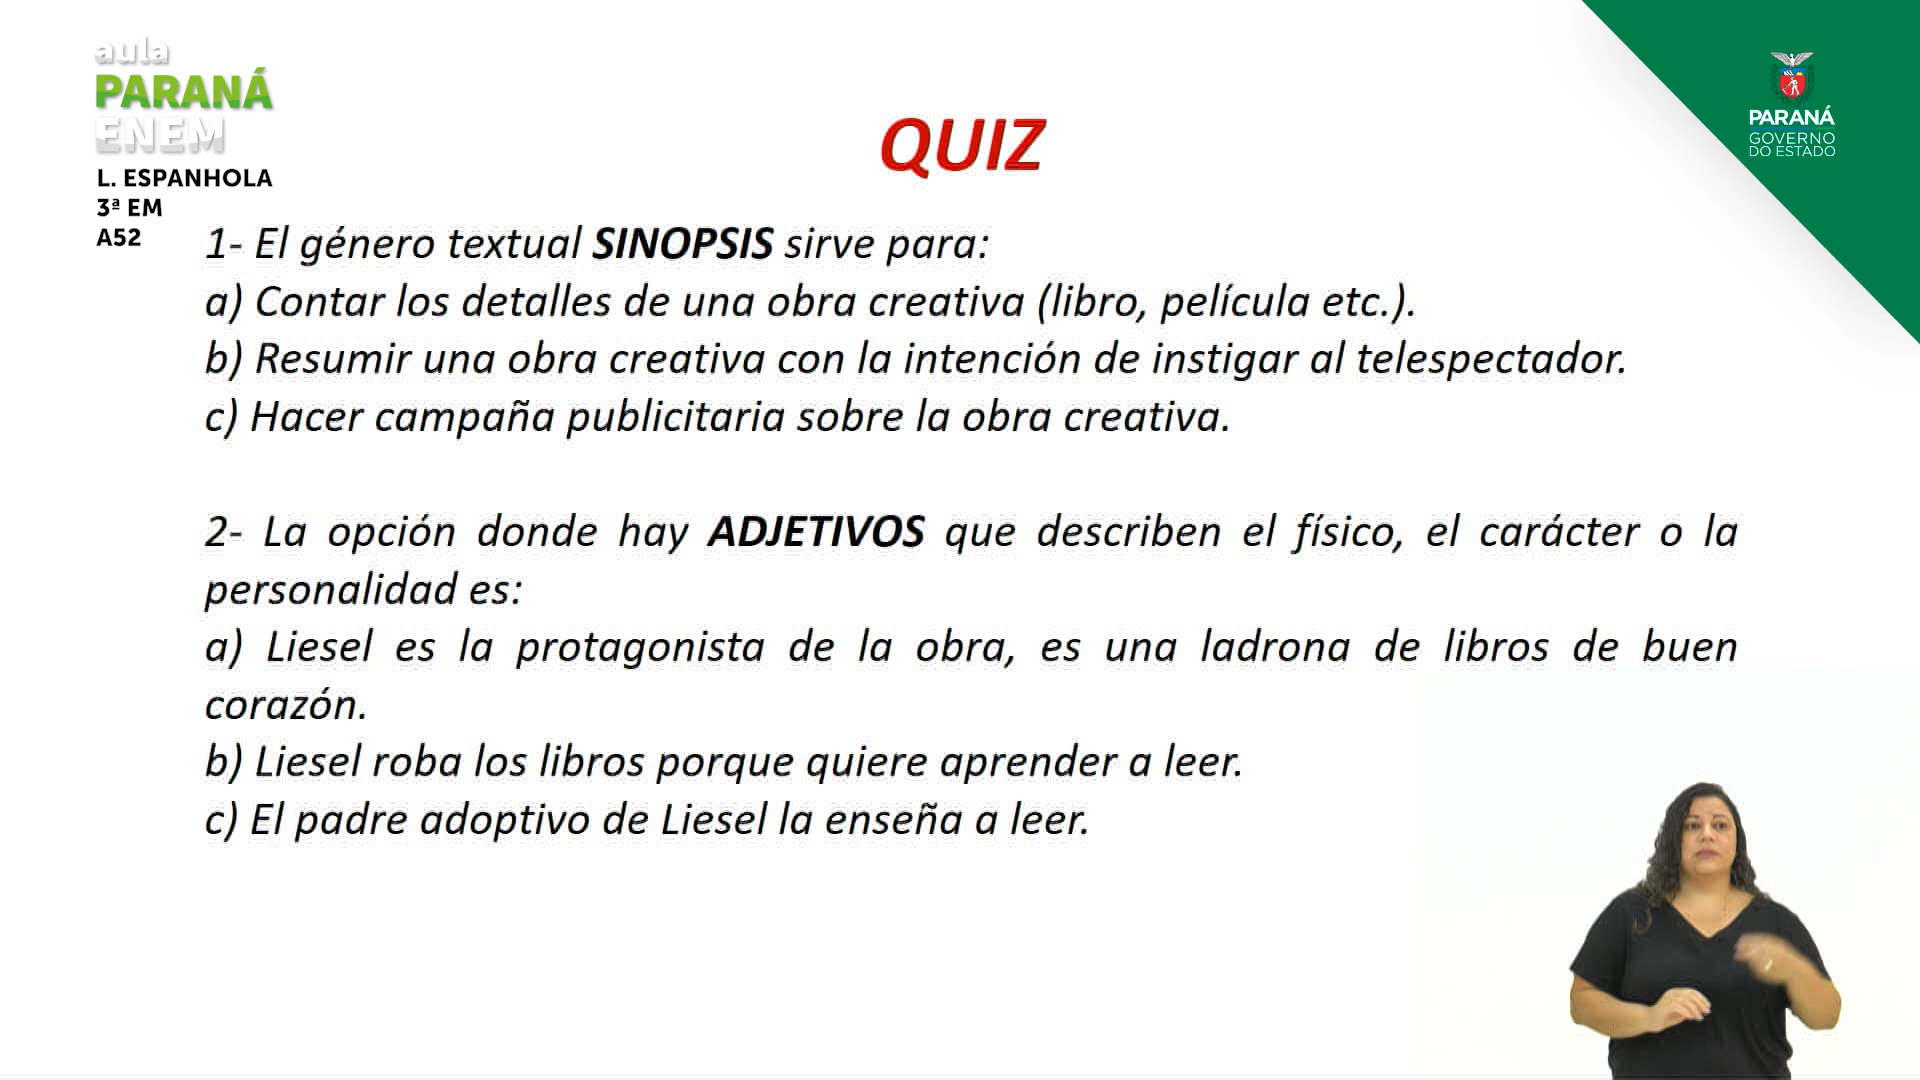 aula
PARANÁ
ENEM
L. ESPANHOLA
3ª EM
A52
PARANÁ
GOVERNO
DO ESTADO
QUIZ
1- El género textual SINOPSIS sirve para:
a) Contar los detalles de una obra creativa (libro, película etc.).
b) Resumir una obra creativa con la intención de instigar al telespectador.
c) Hacer campaña publicitaria sobre la obra creativa.
2- La opción donde hay ADJETIVOS que describen el físico, el carácter o la
personalidad es:
a) Liesel es la protagonista de la obra, es una ladrona de libros de buen
corazón.
b) Liesel roba los libros porque quiere aprender a leer.
c) El padre adoptivo de Liesel la enseña a leer.